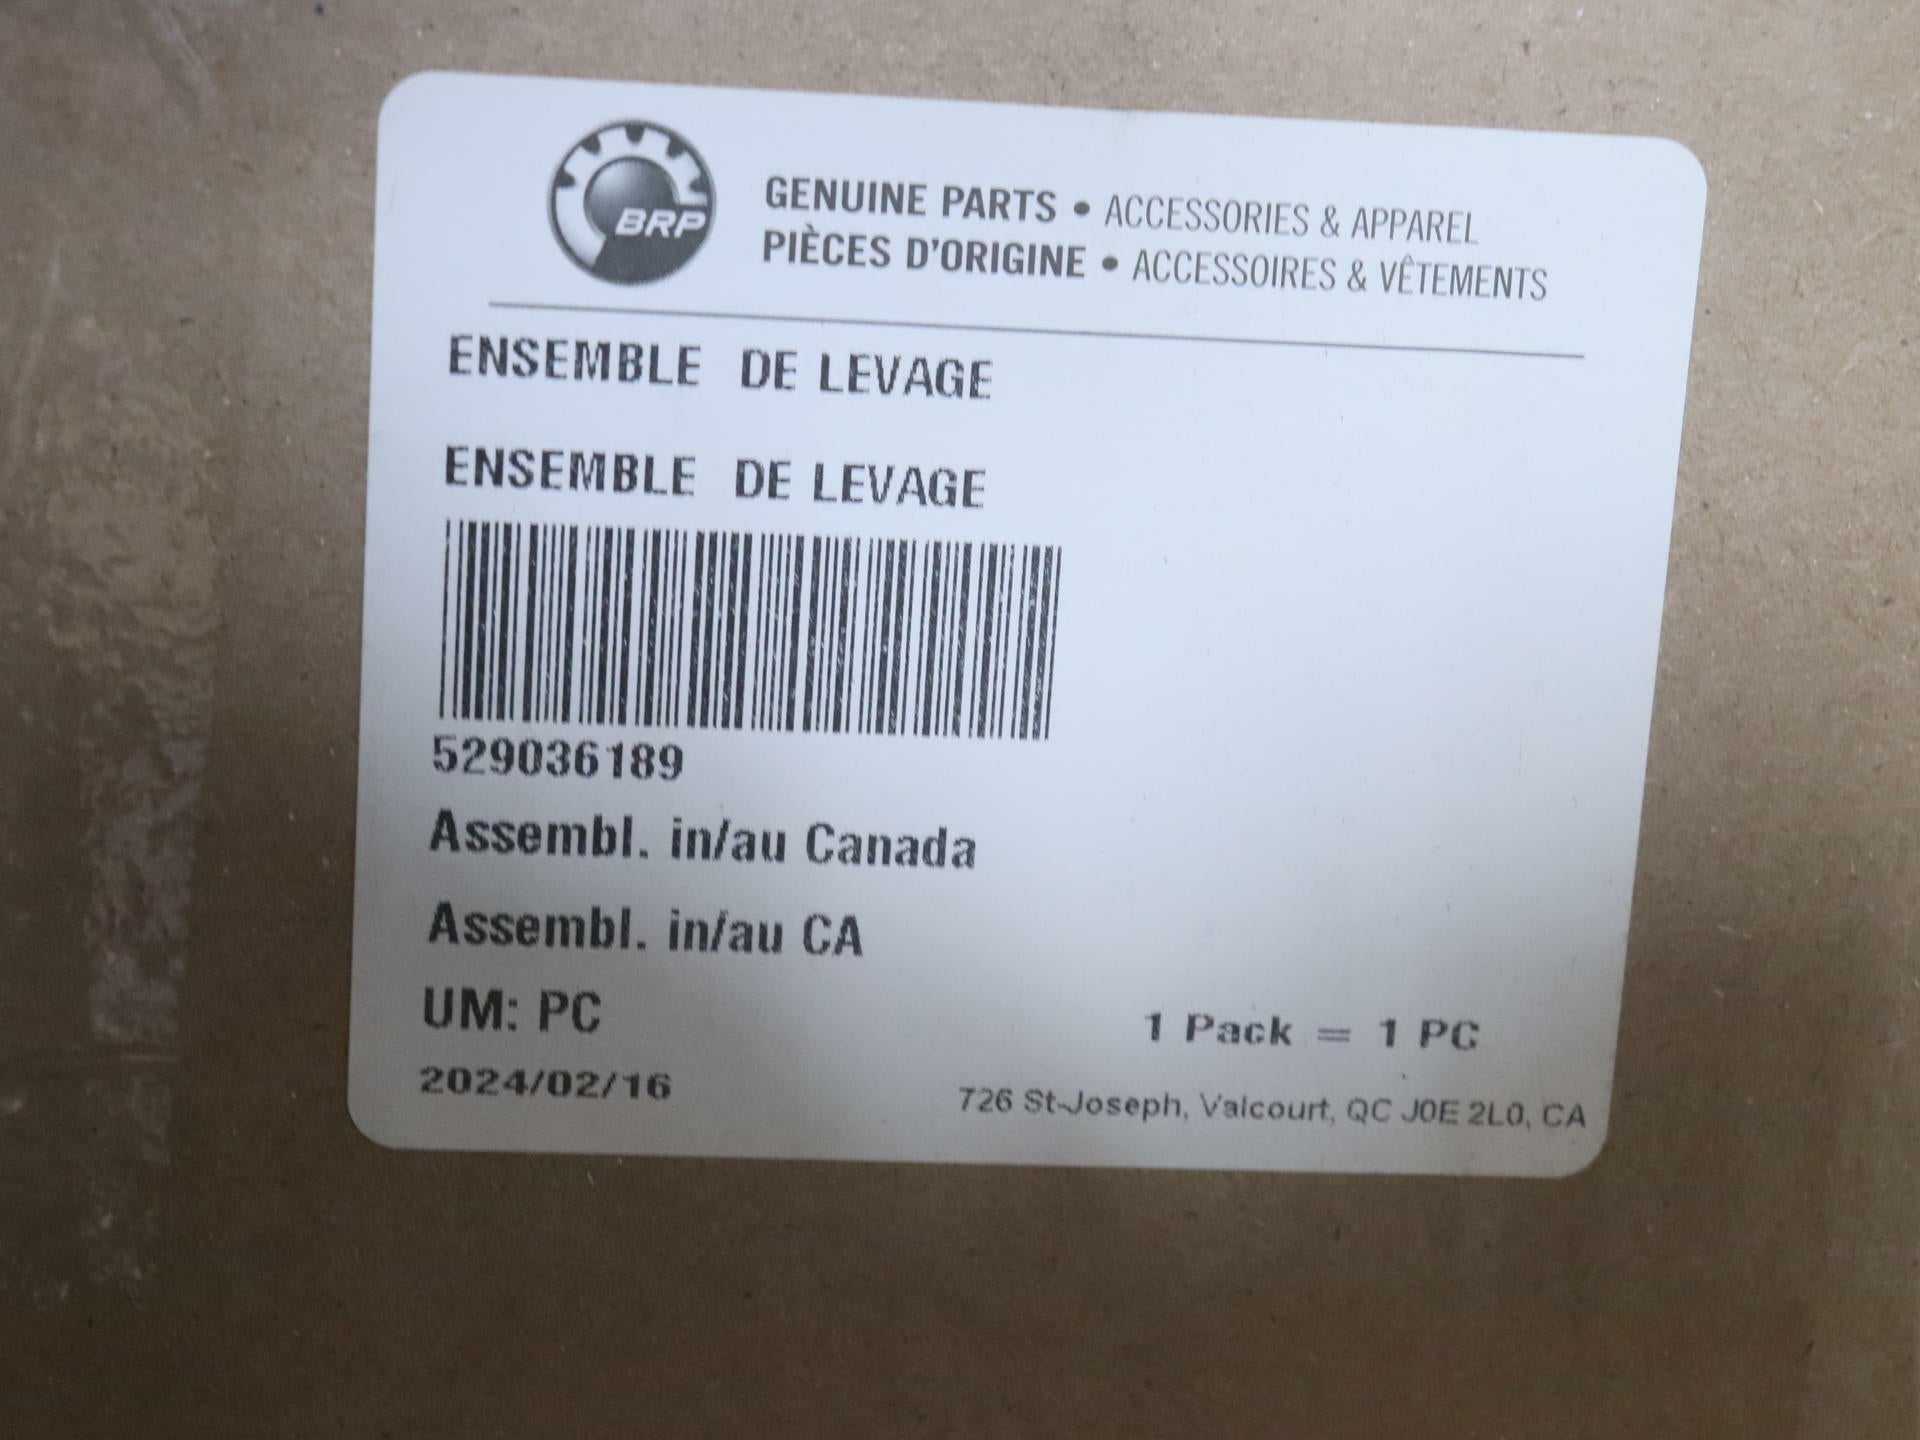 BRP
GENUINE PARTS • ACCESSORIES & APPAREL
PIÈCES D'ORIGINE • ACCESSOIRES & VÊTEMENTS
ENSEMBLE DE LEVAGE
ENSEMBLE DE LEVAGE
529036189
Assembl. in/au Canada
Assembl. in/au CA
UM: PC
1 Pack = 1 PC
2024/02/16
726 St-Joseph, Valcourt, QC J0E 2L0, CA